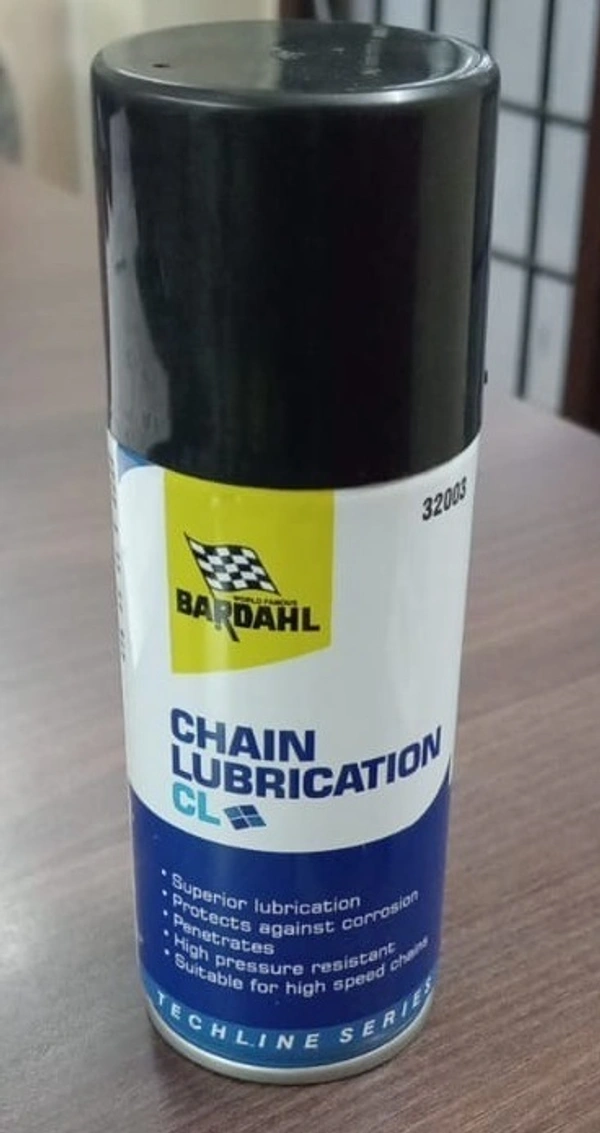 32003
WORLD FAMOUS
BARDAHL
CHAIN
LUBRICATION
CL
• Superior lubrication
• Protects against corrosion
• Penetrates
• High pressure resistant
• Suitable for high speed chains
TECHLINE SERIES